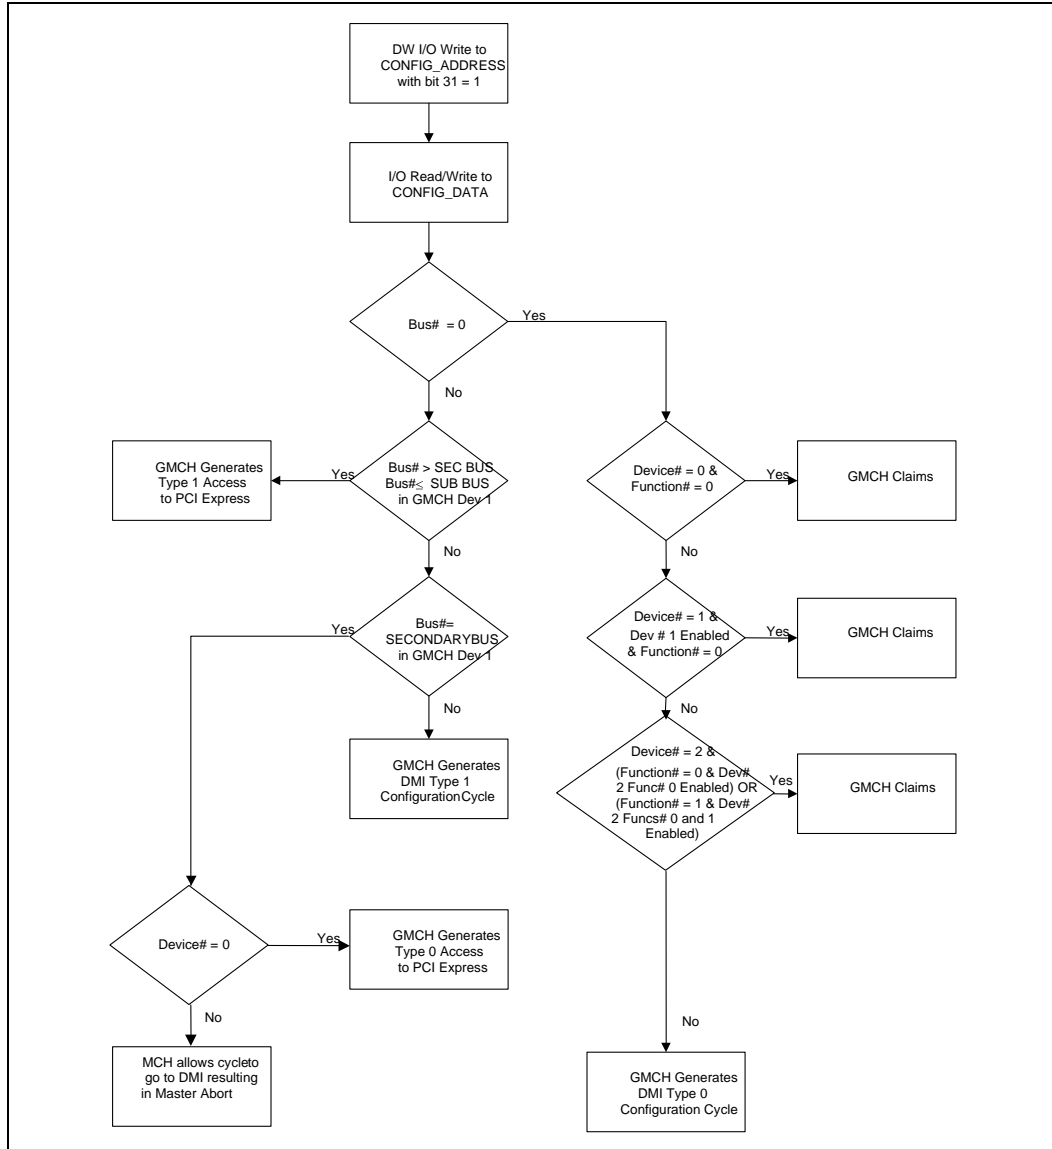 DW I/O Write to
CONFIG_ADDRESS
with bit 31 = 1
I/O Read/Write to
CONFIG_DATA
Bus# = 0
Yes
No
Bus# > SEC BUS
Bus# ≤ SUB BUS
in GMCH Dev 1
Yes
GMCH Generates
Type 1 Access
to PCI Express
No
Device# = 0 &
Function# = 0
Yes
GMCH Claims
No
Bus#=
SECONDARYBUS
in GMCH Dev 1
Yes
No
Device# = 1 &
Dev # 1 Enabled
& Function# = 0
Yes
GMCH Claims
No
GMCH Generates
DMI Type 1
ConfigurationCycle
Device# = 2 &
(Function# = 0 & Dev#
2 Func# 0 Enabled) OR
(Function# = 1 & Dev#
2 Funcs# 0 and 1
Enabled)
Yes
GMCH Claims
No
Device# = 0
Yes
GMCH Generates
Type 0 Access
to PCI Express
No
MCH allows cycleto
go to DMI resulting
in Master Abort
GMCH Generates
DMI Type 0
Configuration Cycle